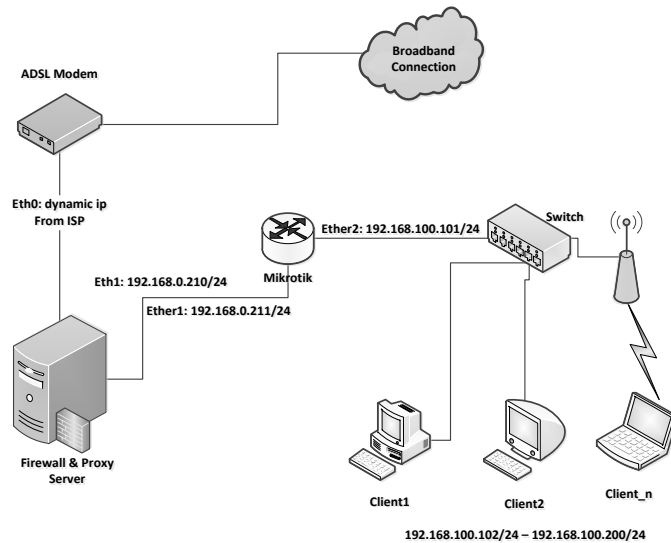 Broadband
Connection
ADSL Modem
Eth0: dynamic ip
From ISP
Switch
Ether2: 192.168.100.101/24
Mikrotik
Eth1: 192.168.0.210/24
Ether1: 192.168.0.211/24
Firewall & Proxy
Server
Client1
Client2
Client_n
192.168.100.102/24 – 192.168.100.200/24